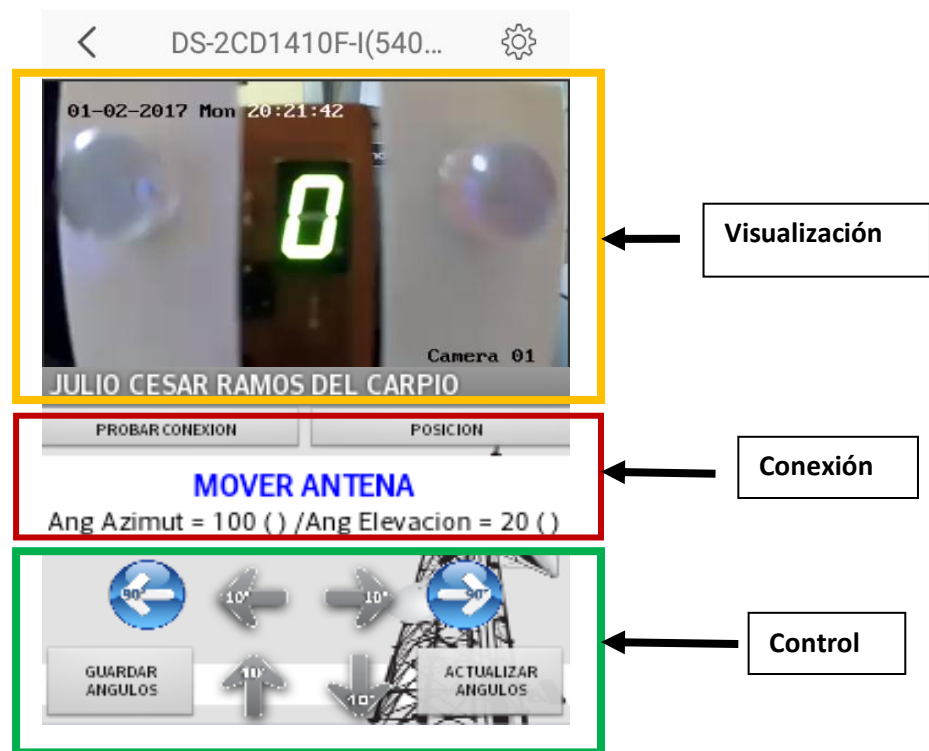 DS-2CD1410F-I(540...
01-02-2017 Mon 20:21:42
0
Camera 01
JULIO CESAR RAMOS DEL CARPIO
Visualización
PROBAR CONEXION POSICION
MOVER ANTENA
Ang Azimut = 100 ( ) /Ang Elevacion = 20 ( )
Conexión
90° 10° 10° 90°
GUARDAR
ANGULOS
10° 10°
ACTUALIZAR
ANGULOS
Control